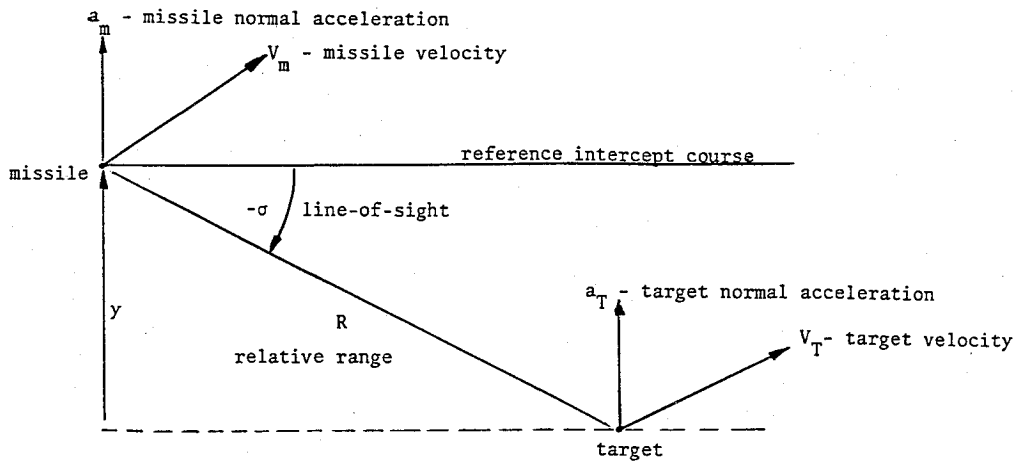 a_m - missile normal acceleration
V_m - missile velocity
reference intercept course
missile
-σ line-of-sight
a_T - target normal acceleration
y
R
V_T - target velocity
relative range
target